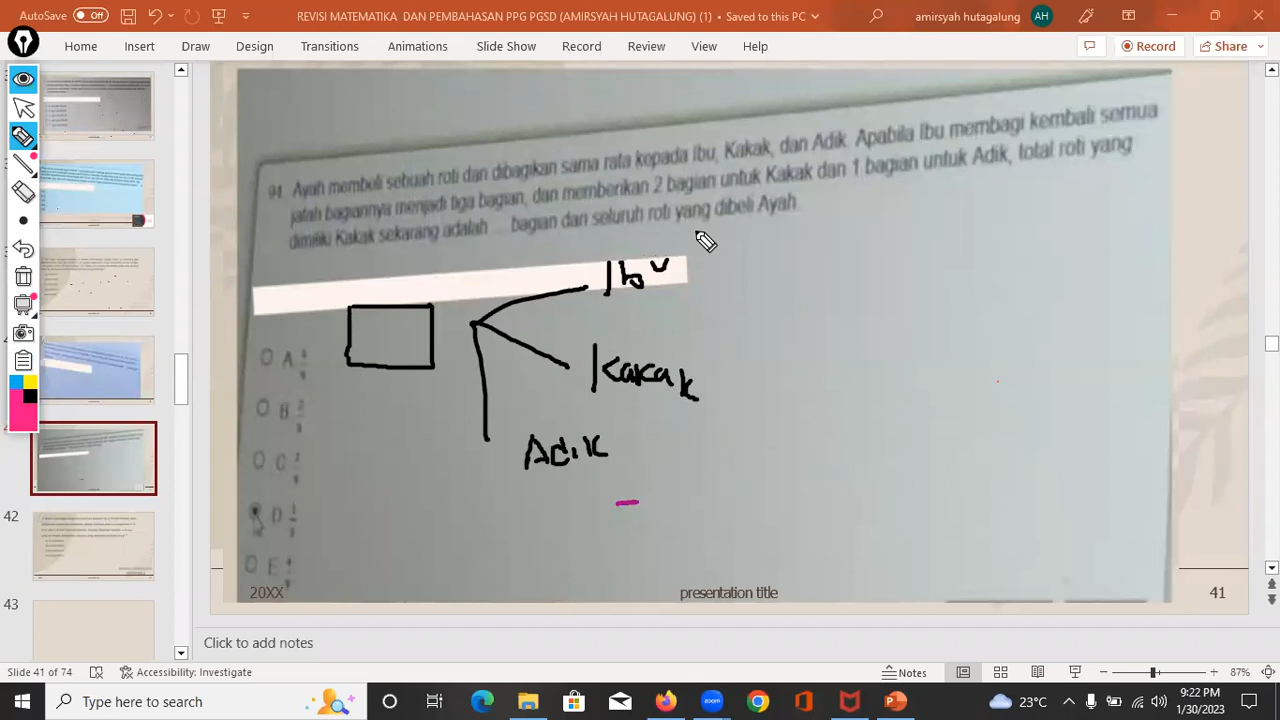 AutoSave Off
REVISI MATEMATIKA DAN PEMBAHASAN PPG PGSD (AMIRSYAH HUTAGALUNG) (1) - Saved to this PC
amirsyah hutagalung AH
Home Insert Draw Design Transitions Animations Slide Show Record Review View Help
Record Share
Ayah membeli sebuah roti dan dibagikan sama rata kepada Ibu, Kakak, dan Adik. Apabila Ibu membagi kembali semua
jatah bagiannya menjadi tiga bagian, dan memberikan 2 bagian untuk Kakak dan 1 bagian untuk Adik, total roti yang
dimiliki Kakak sekarang adalah ... bagian dari seluruh roti yang dibeli Ayah.
Ibu
A
Kakak
B
Adik
C
D
E
20XX
presentation title
41
42
43
Click to add notes
Slide 41 of 74
Accessibility: Investigate
Notes
87%
Type here to search
23°C
9:22 PM
1/30/2023